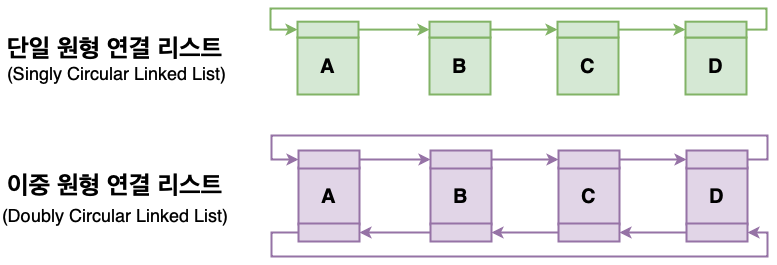 단일 원형 연결 리스트
(Singly Circular Linked List)
A B C D
이중 원형 연결 리스트
(Doubly Circular Linked List)
A B C D